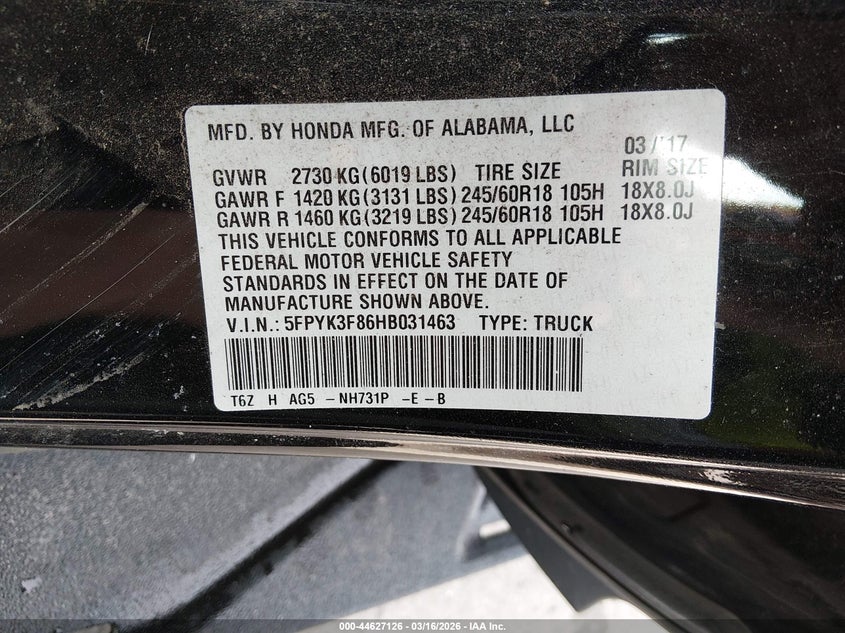 MFD. BY HONDA MFG. OF ALABAMA, LLC
03 /'17
GVWR 2730 KG(6019 LBS) TIRE SIZE RIM SIZE
GAWR F 1420 KG(3131 LBS) 245/60R18 105H 18X8.0J
GAWR R 1460 KG(3219 LBS) 245/60R18 105H 18X8.0J
THIS VEHICLE CONFORMS TO ALL APPLICABLE
FEDERAL MOTOR VEHICLE SAFETY
STANDARDS IN EFFECT ON THE DATE OF
MANUFACTURE SHOWN ABOVE.
V.I.N.: 5FPYK3F86HB031463 TYPE: TRUCK
T6Z H AG5 - NH731P -E -B
000-44627126 - 03/16/2026 - IAA Inc.